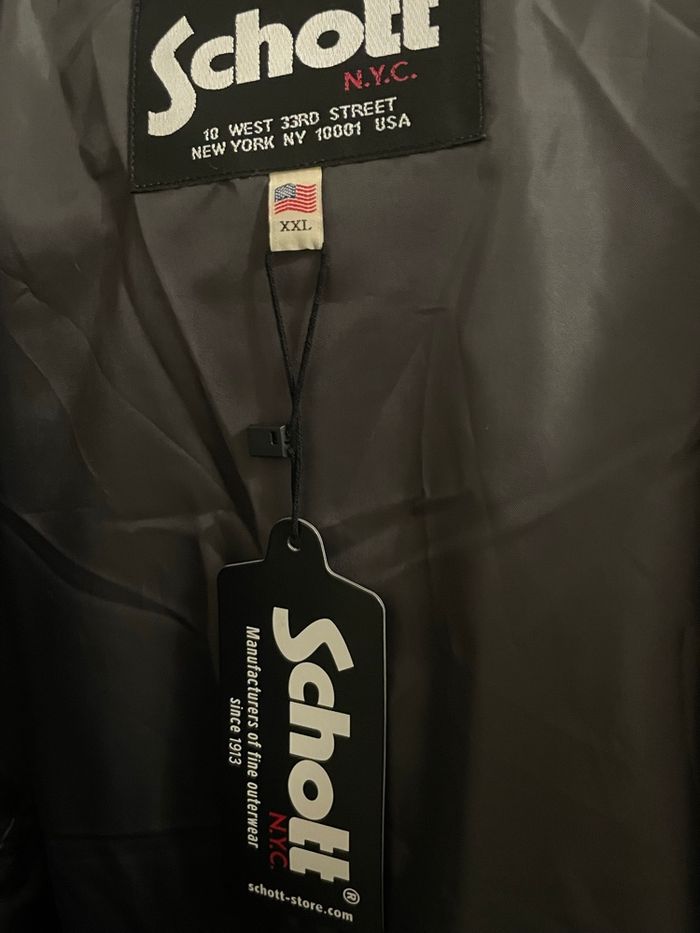 Schott
N.Y.C.
10 WEST 33RD STREET
NEW YORK NY 10001 USA
XXL
Schott®
N.Y.C.
Manufacturers of fine outerwear
since 1913
schott-store.com